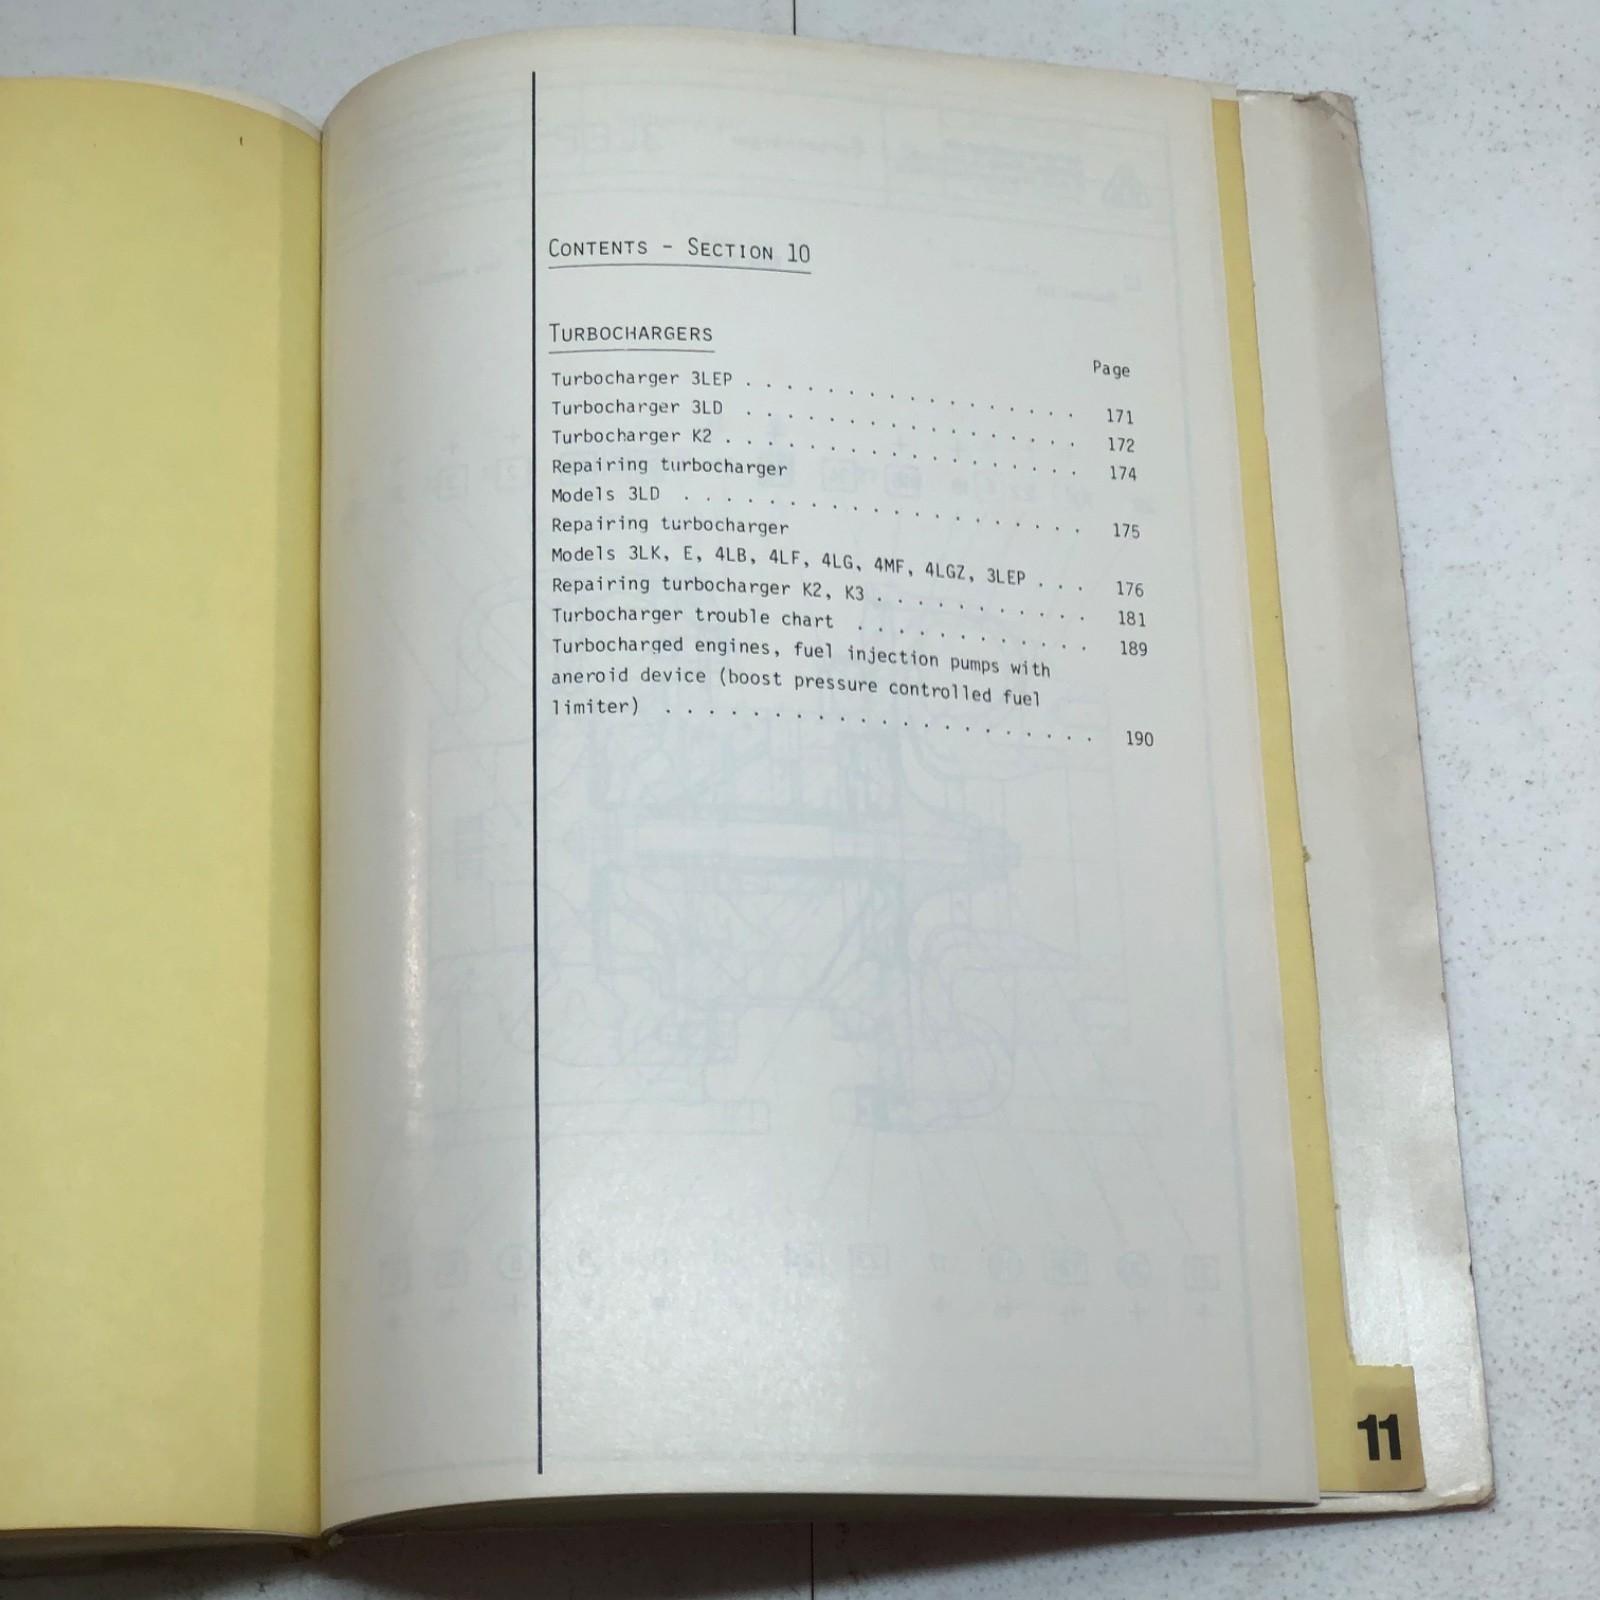 CONTENTS - SECTION 10
TURBOCHARGERS
Page
Turbocharger 3LEP . . . . . . . . . . . . . . . . 171
Turbocharger 3LD . . . . . . . . . . . . . . . . 172
Turbocharger K2 . . . . . . . . . . . . . . . . . 174
Repairing turbocharger
Models 3LD . . . . . . . . . . . . . . . . . . . 175
Repairing turbocharger
Models 3LK, E, 4LB, 4LF, 4LG, 4MF, 4LGZ, 3LEP . . . 176
Repairing turbocharger K2, K3 . . . . . . . . . . . 181
Turbocharger trouble chart . . . . . . . . . . . . 189
Turbocharged engines, fuel injection pumps with
aneroid device (boost pressure controlled fuel
limiter) . . . . . . . . . . . . . . . . . . . . 190
11